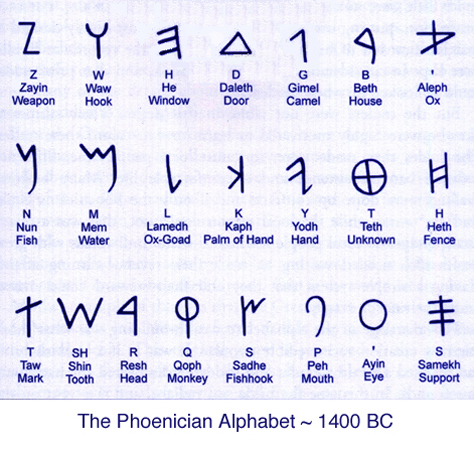 𐤀 𐤁 𐤂 𐤃 𐤄 𐤅 𐤆
Z W H D G B '
Zayin Waw He Daleth Gimel Beth Aleph
Weapon Hook Window Door Camel House Ox
𐤇 𐤈 𐤉 𐤊 𐤋 𐤌 𐤍
N M L K Y T H
Nun Mem Lamedh Kaph Yodh Teth Heth
Fish Water Ox-Goad Palm of Hand Hand Unknown Fence
𐤎 𐤏 𐤐 𐤑 𐤒 𐤓 𐤔 𐤕
T SH R Q S P ' S
Taw Shin Resh Qoph Sadhe Peh Ayin Samekh
Mark Tooth Head Monkey Fishhook Mouth Eye Support
The Phoenician Alphabet ~ 1400 BC